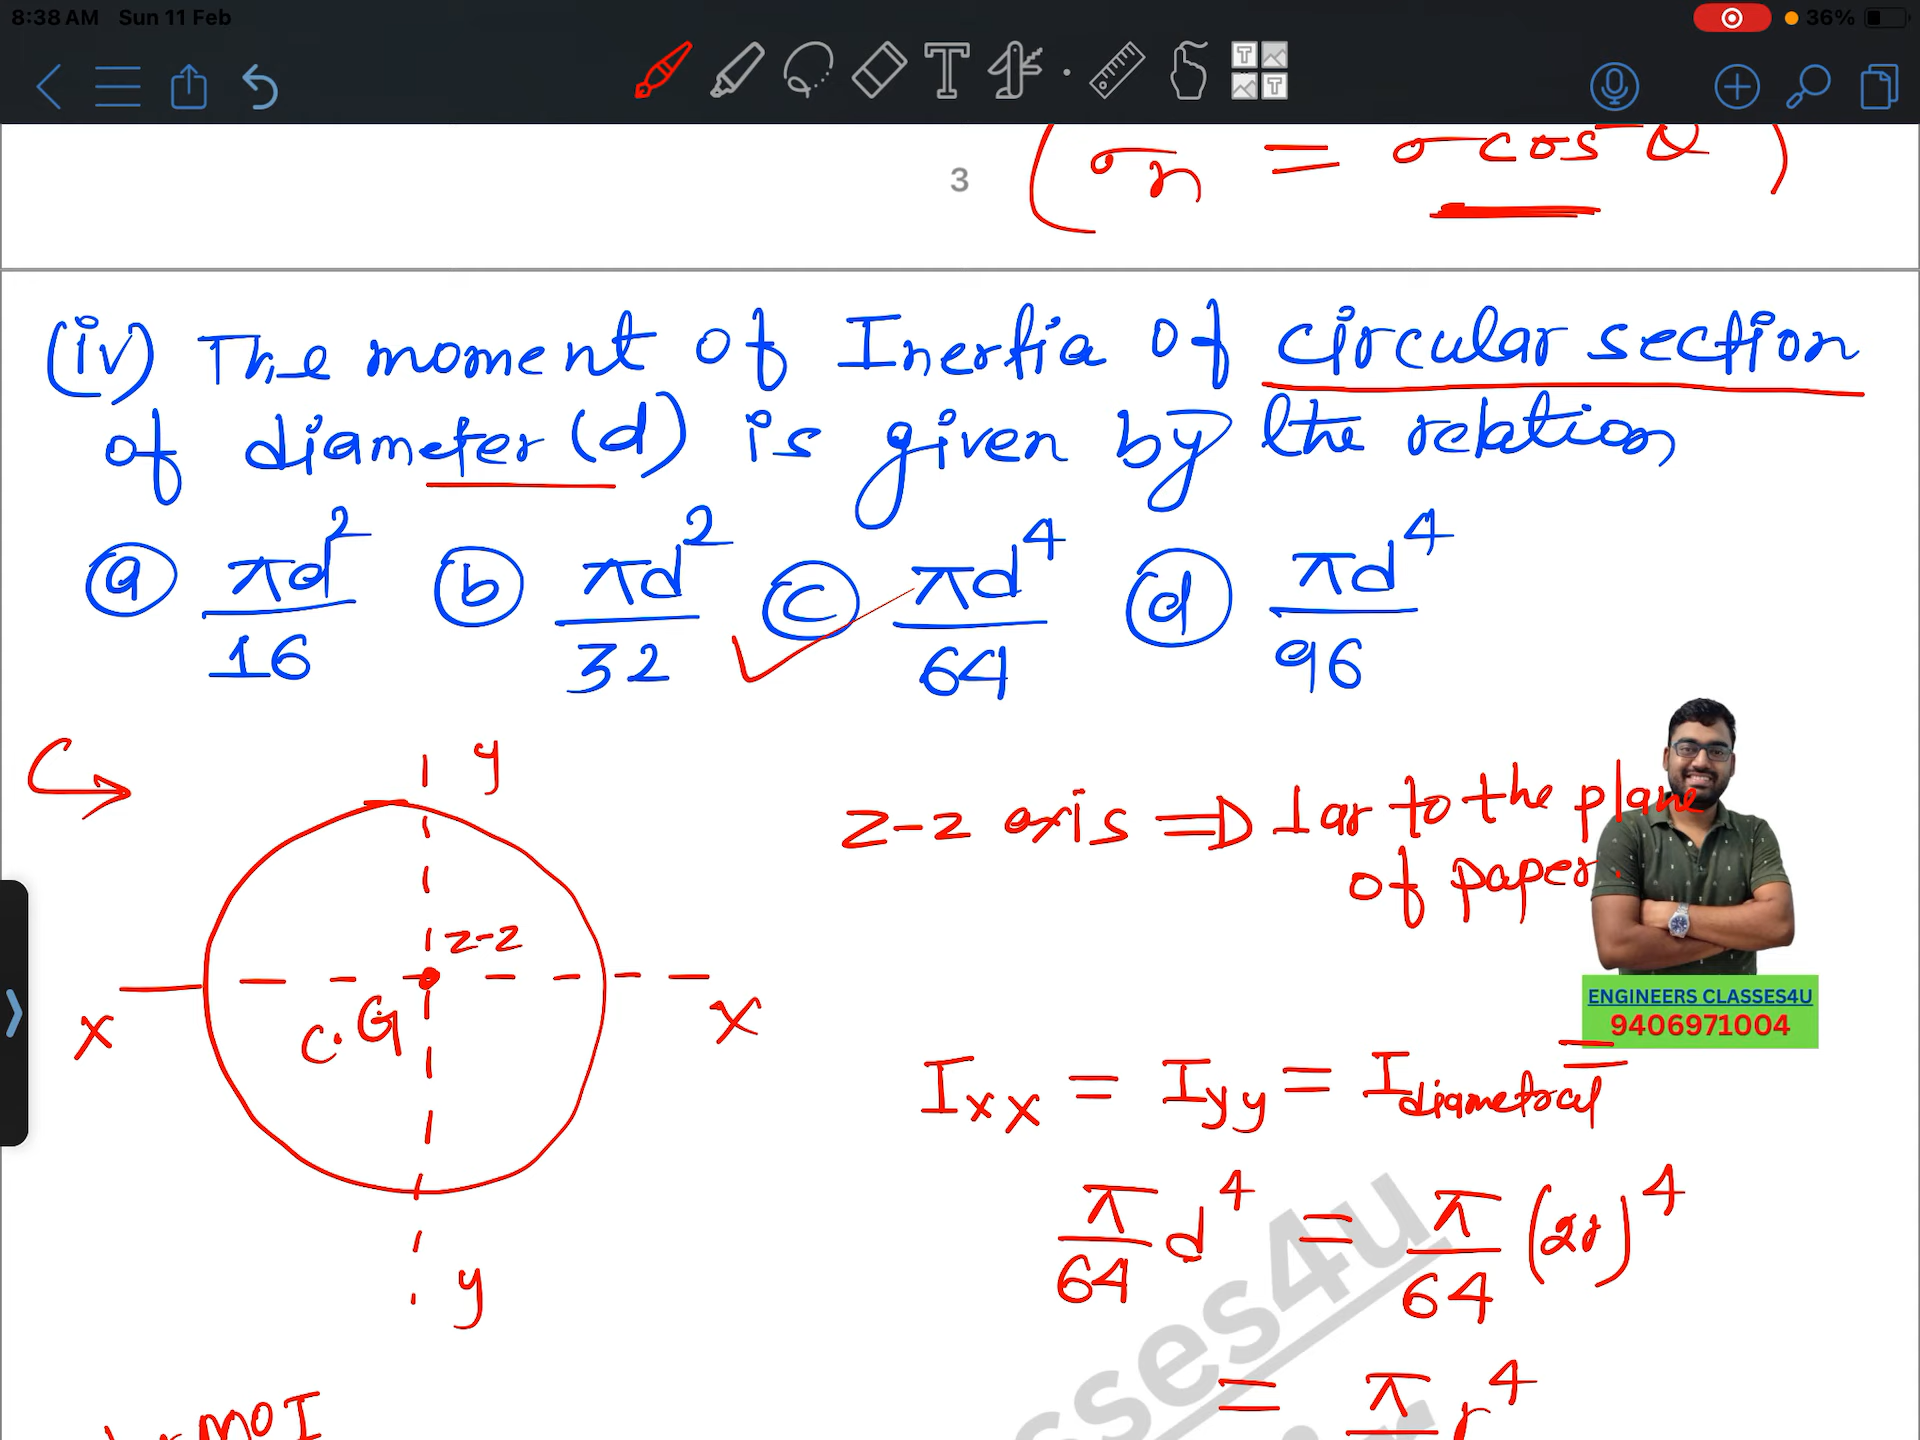 8:38 AM Sun 11 Feb
36%
3
σn = σ cos² θ
(iv) The moment of Inertia of circular section
of diameter (d) is given by the relation
(a) πd²/16 (b) πd²/32 (c) πd⁴/64 (d) πd⁴/96
y
z-z axis ⇒ ⊥ar to the plane
of paper.
z-z
C.G
x x
ENGINEERS CLASSES4U
9406971004
Ixx = Iyy = Idiametral
π/64 d⁴ = π/64 (2r)⁴
y
= π r⁴
MOI
sses4u